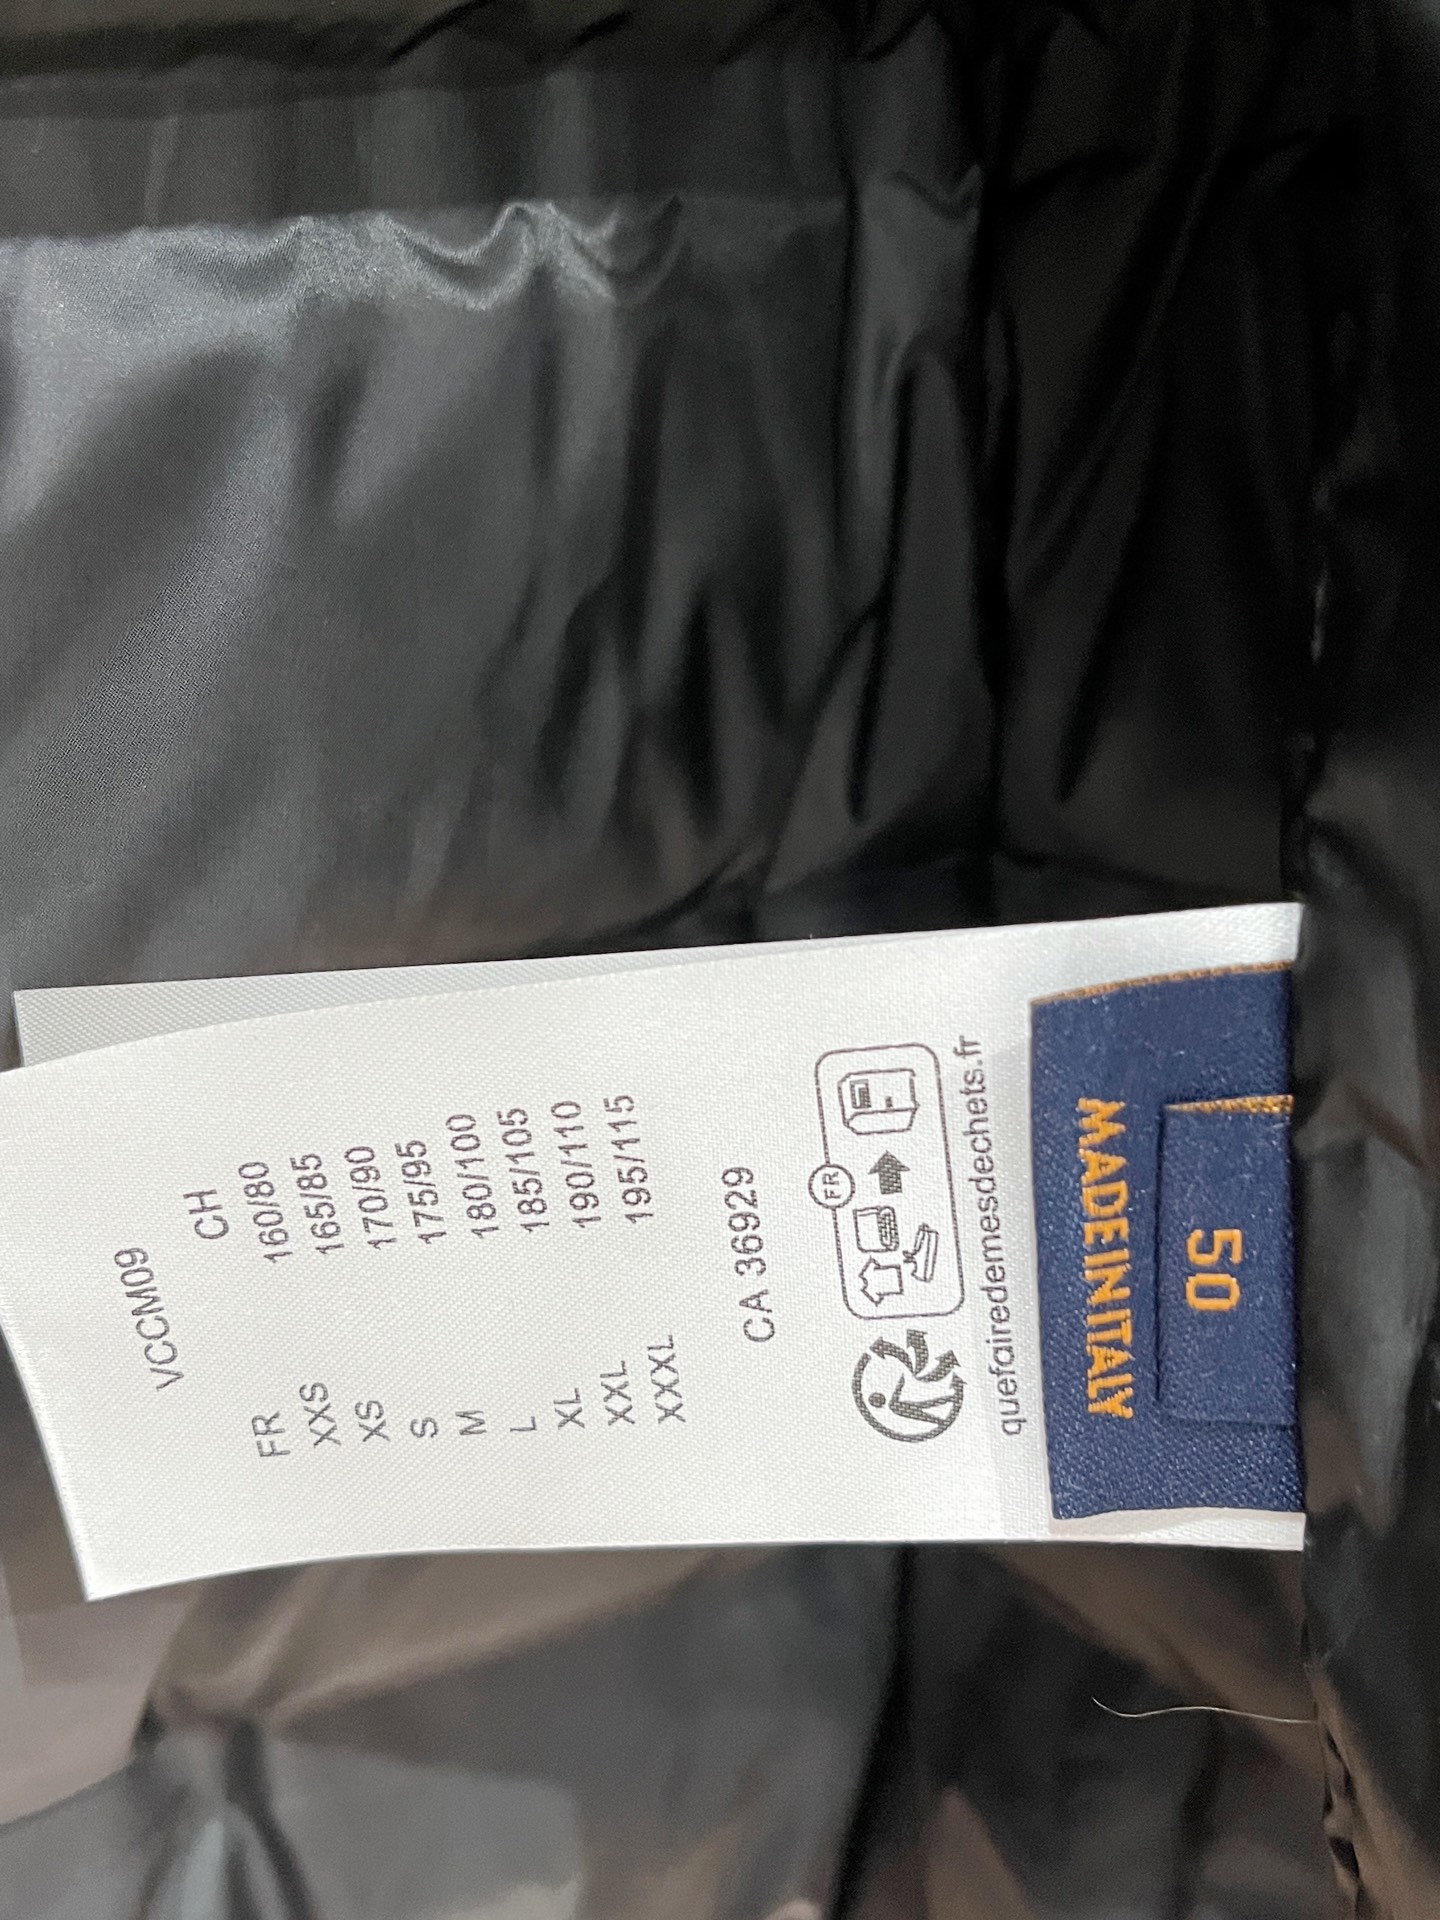 VCCM09
FR CH
XXS 160/80
XS 165/85
S 170/90
M 175/95
L 180/100
XL 185/105
XXL 190/110
XXXL 195/115
CA 36929
FR
quefairedemesdechets.fr
MADE IN ITALY
50